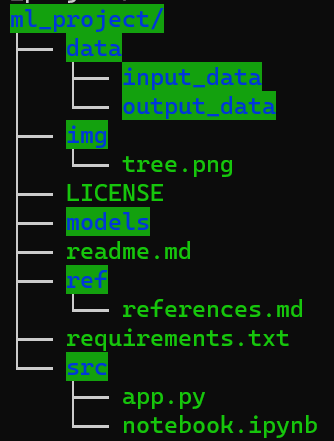 ml_project/
data
input_data
output_data
img
tree.png
LICENSE
models
readme.md
ref
references.md
requirements.txt
src
app.py
notebook.ipynb